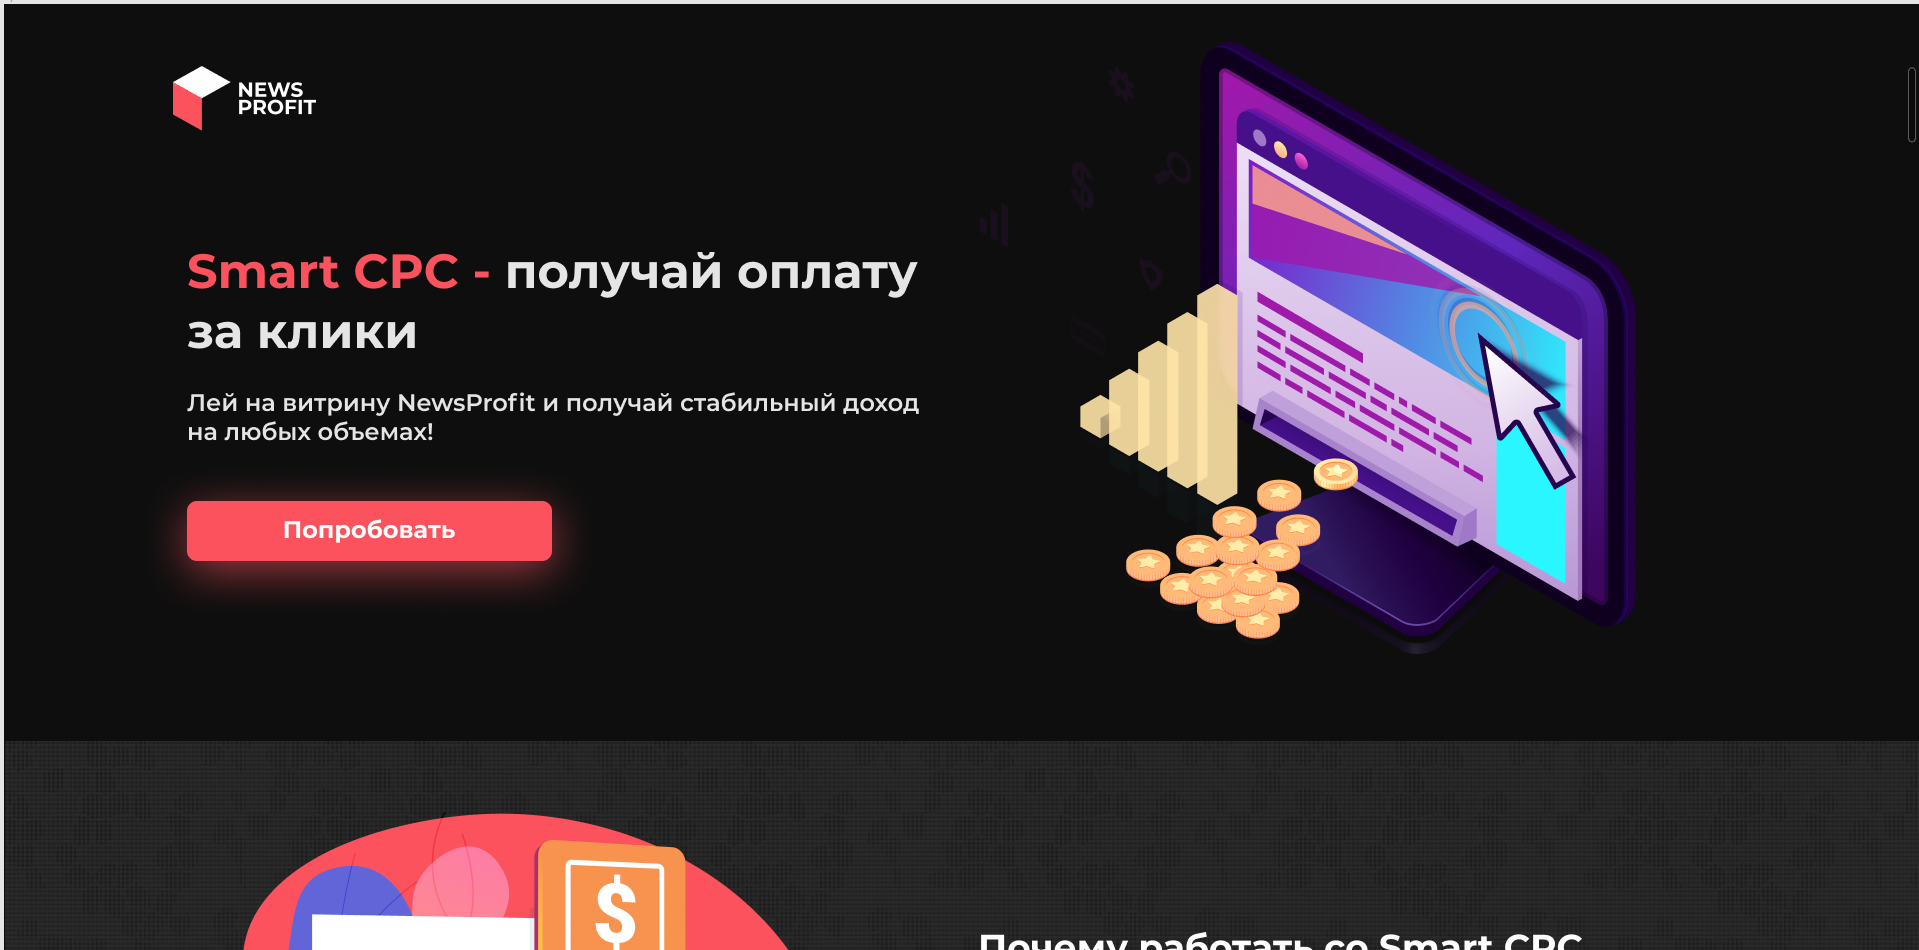 NEWS
PROFIT
Smart CPC - получай оплату
за клики
Лей на витрину NewsProfit и получай стабильный доход
на любых объемах!
Попробовать
Почему работать со Smart CPC